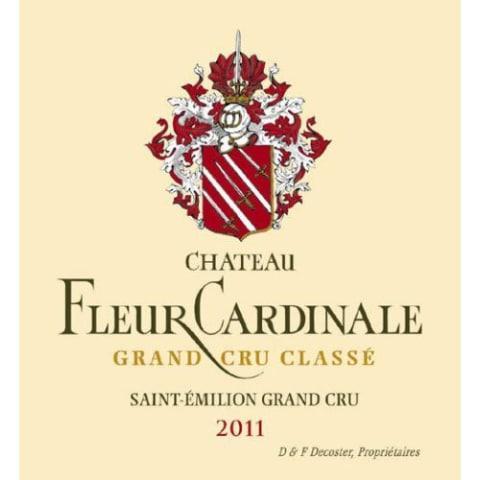 CHATEAU
FLEUR CARDINALE
GRAND CRU CLASSÉ
SAINT-ÉMILION GRAND CRU
2011
D & F Decoster, Propriétaires